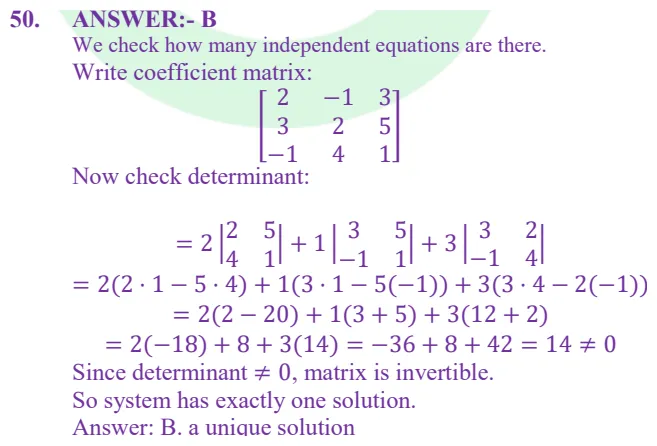 50. ANSWER:- B
We check how many independent equations are there.
Write coefficient matrix:
[ 2 −1 3 ]
[ 3 2 5 ]
[ −1 4 1 ]
Now check determinant:
= 2 |2 5; 4 1| + 1 |3 5; −1 1| + 3 |3 2; −1 4|
= 2(2 · 1 − 5 · 4) + 1(3 · 1 − 5(−1)) + 3(3 · 4 − 2(−1))
= 2(2 − 20) + 1(3 + 5) + 3(12 + 2)
= 2(−18) + 8 + 3(14) = −36 + 8 + 42 = 14 ≠ 0
Since determinant ≠ 0, matrix is invertible.
So system has exactly one solution.
Answer: B. a unique solution